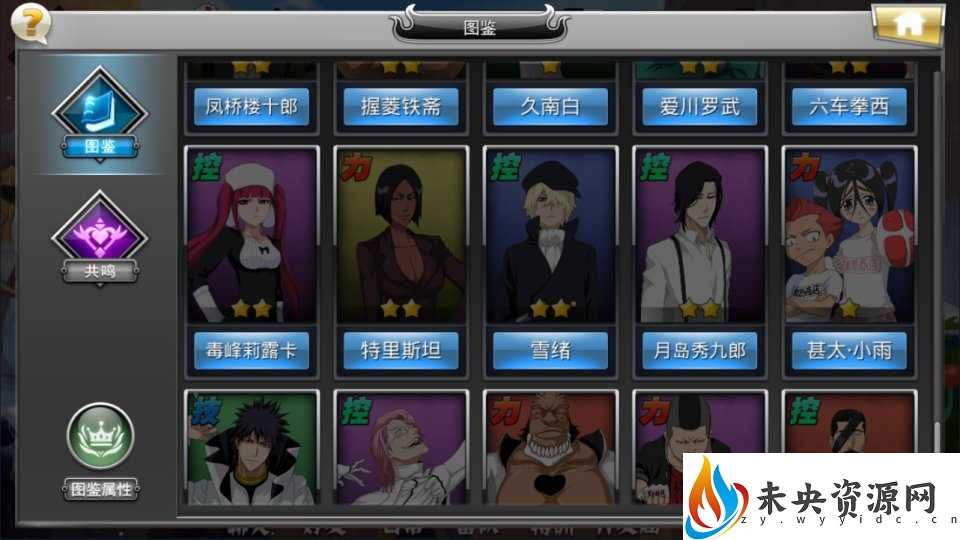 ?
图鉴
图鉴
共鸣
图鉴属性
凤桥楼十郎
握菱铁斋
久南白
爱川罗武
六车拳西
控
力
控
控
力
毒峰莉露卡
特里斯坦
雪绪
月岛秀九郎
甚太·小雨
技
控
力
力
控
未央资源网
zy.wyyidc.cn